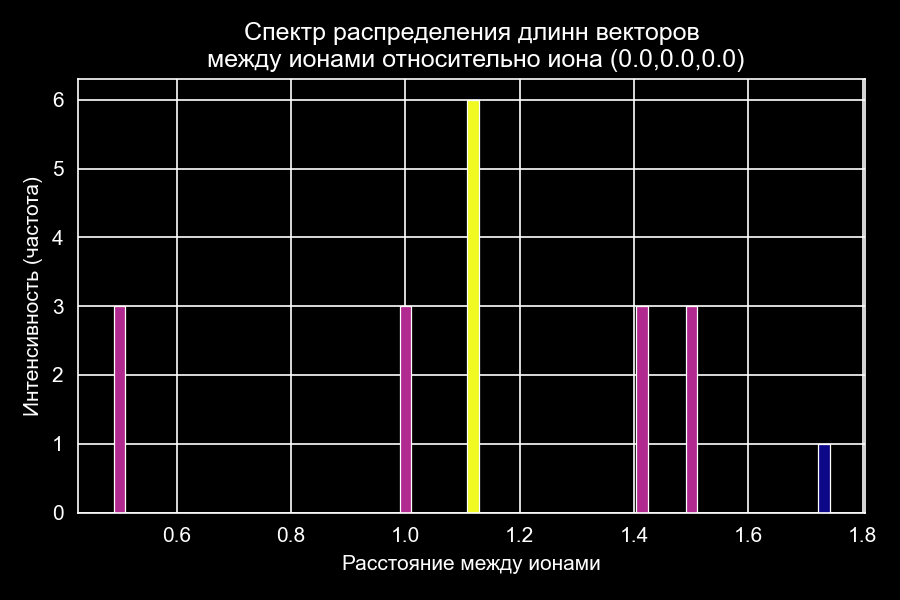 Спектр распределения длинн векторов
между ионами относительно иона (0.0,0.0,0.0)
6
5
4
3
2
1
0
Интенсивность (частота)
0.6 0.8 1.0 1.2 1.4 1.6 1.8
Расстояние между ионами